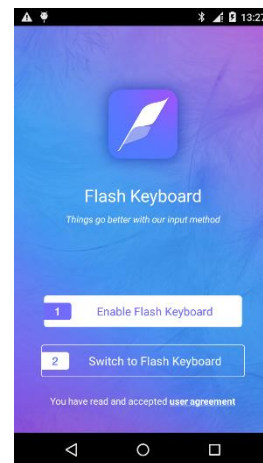 13:27
Flash Keyboard
Things go better with our input method
1 Enable Flash Keyboard
2 Switch to Flash Keyboard
You have read and accepted user agreement